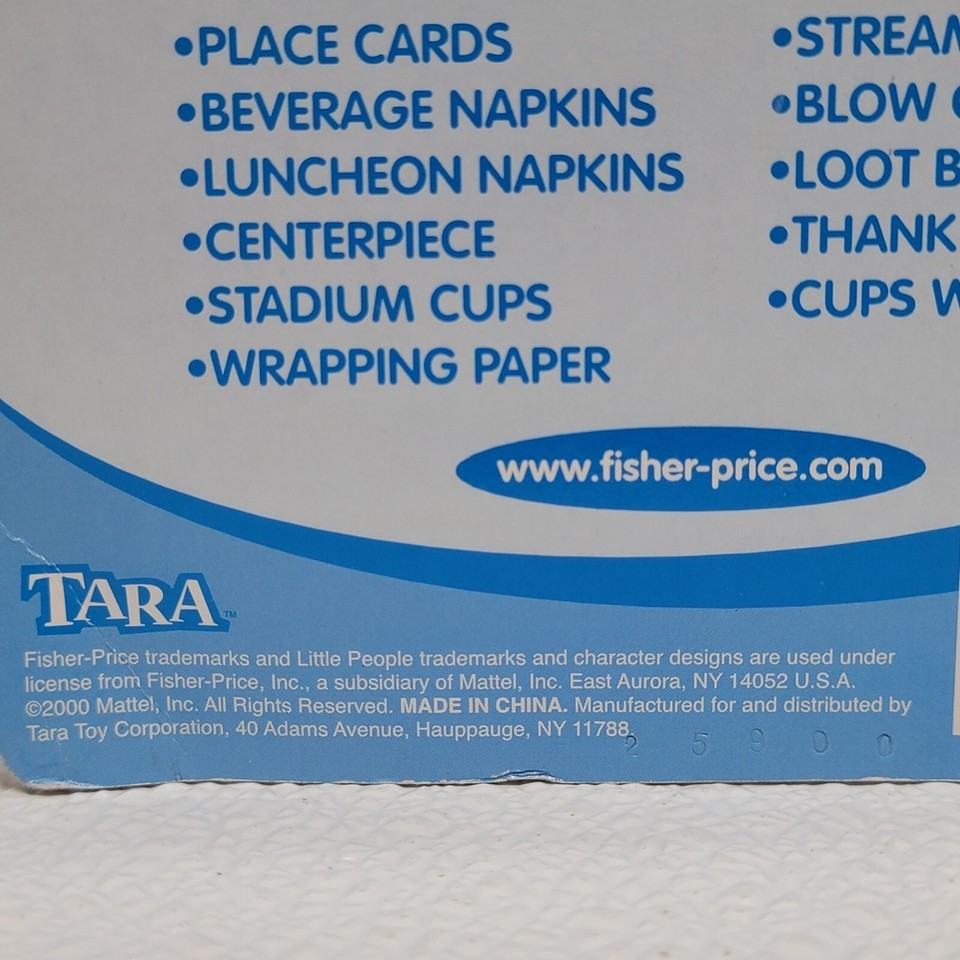 •PLACE CARDS
•BEVERAGE NAPKINS
•LUNCHEON NAPKINS
•CENTERPIECE
•STADIUM CUPS
•WRAPPING PAPER
•BLOW
•LOOT
•THANK
•CUPS
www.fisher-price.com
TARA™
Fisher-Price trademarks and Little People trademarks and character designs are used under
license from Fisher-Price, Inc., a subsidiary of Mattel, Inc. East Aurora, NY 14052 U.S.A.
©2000 Mattel, Inc. All Rights Reserved. MADE IN CHINA. Manufactured for and distributed by
Tara Toy Corporation, 40 Adams Avenue, Hauppauge, NY 11788
2 5 9 0 0